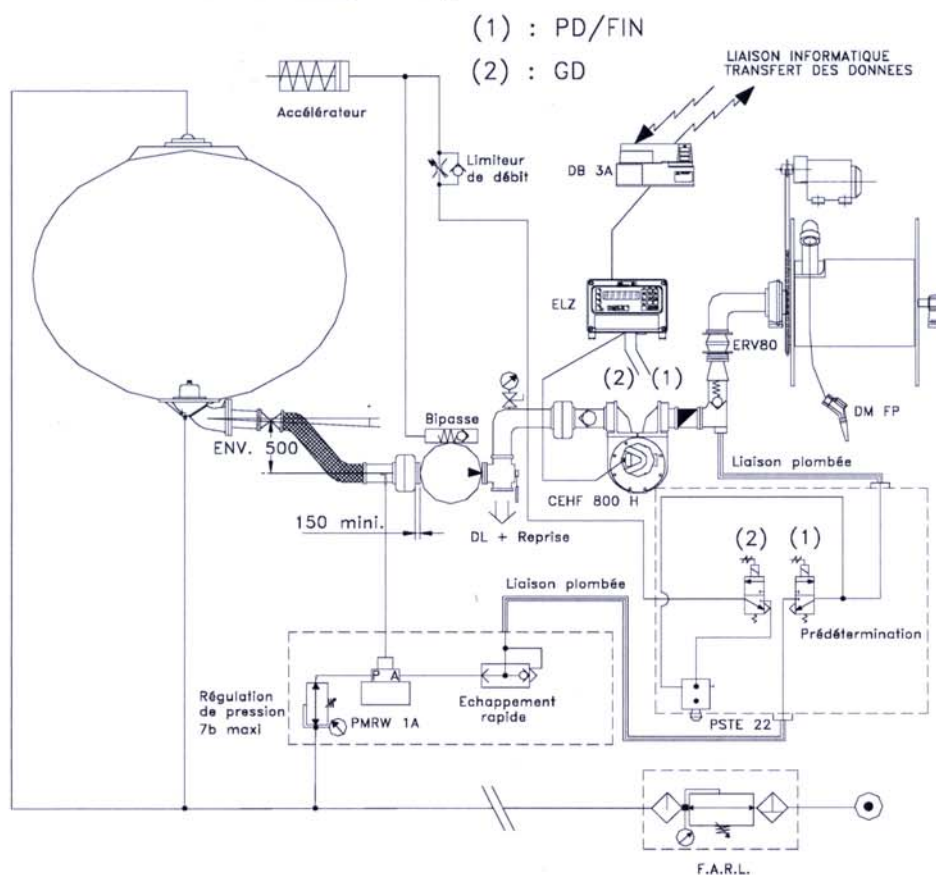 (1) : PD/FIN
(2) : GD
LIAISON INFORMATIQUE
TRANSFERT DES DONNEES
Accélérateur
Limiteur
de débit
DB 3A
ELZ
ERV80
(2) (1)
DM FP
Bipasse
ENV. 500
Liaison plombée
CEHF 800 H
150 mini.
DL + Reprise
(2) (1)
Liaison plombée
Prédétermination
P A
Régulation
de pression
7b maxi
PMRW 1A
Echappement
rapide
PSTE 22
F.A.R.L.